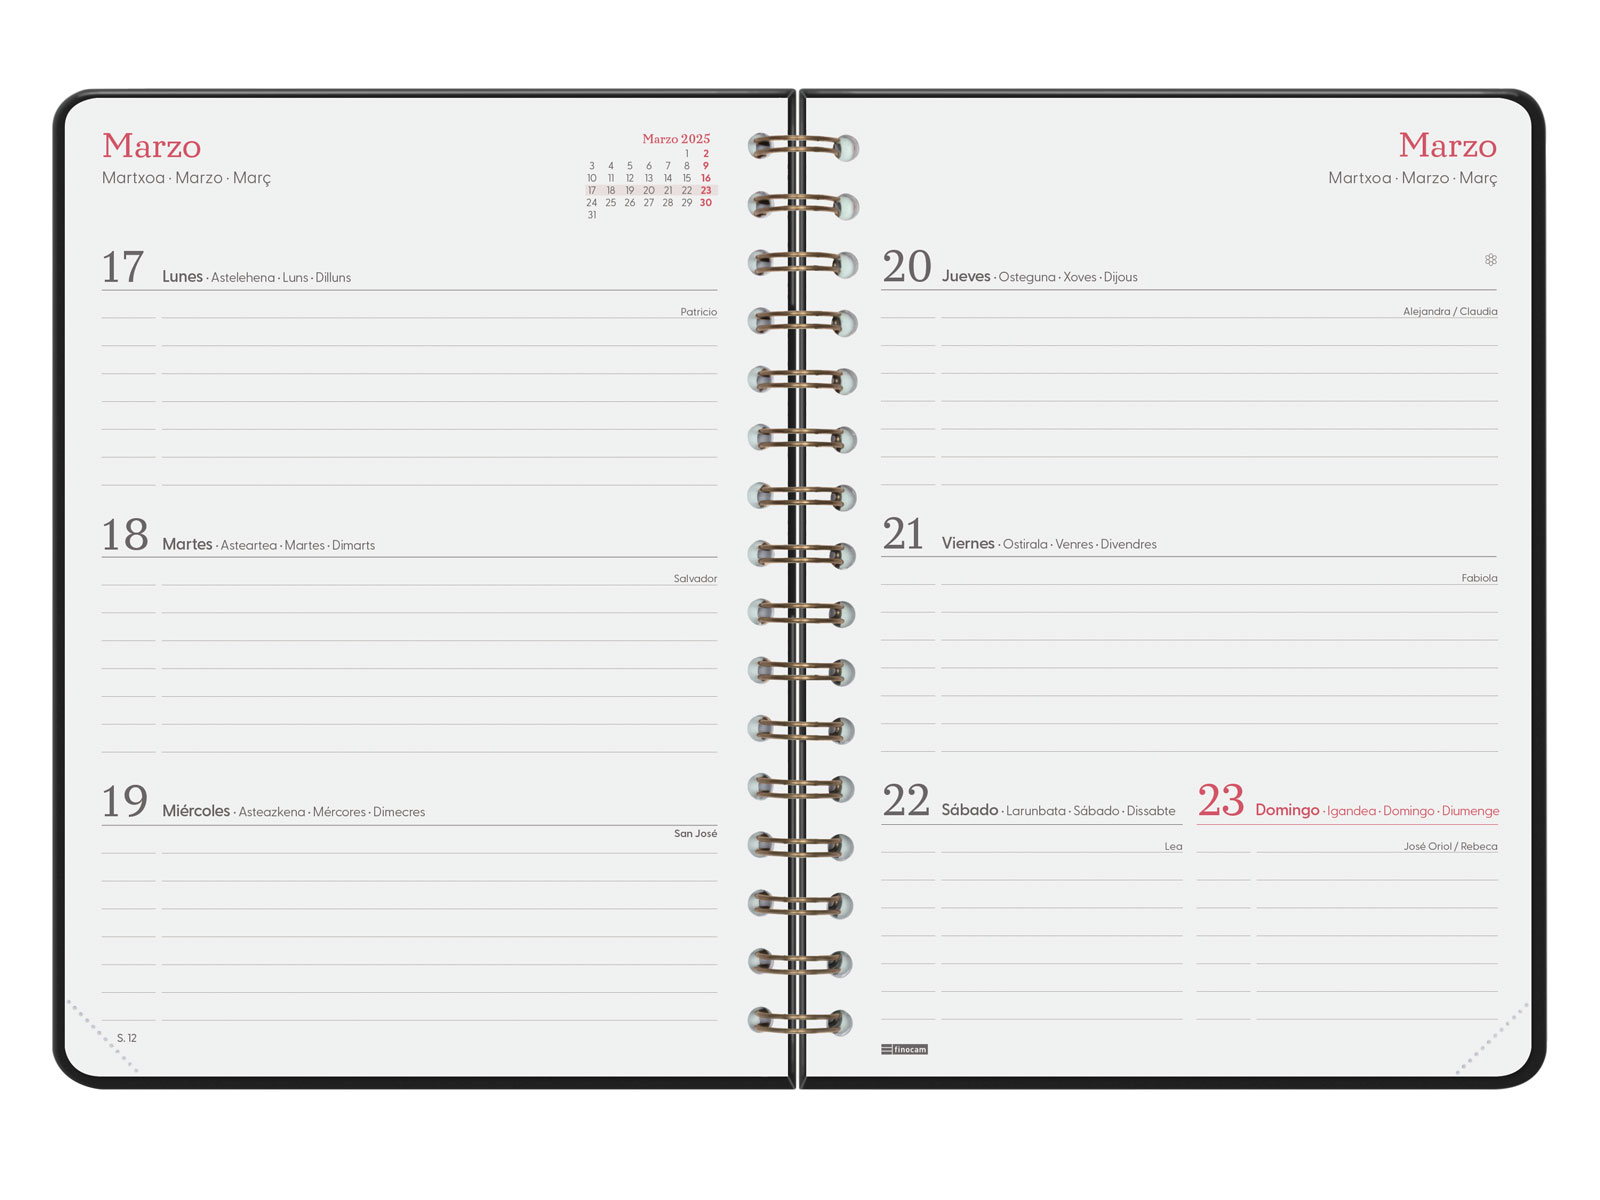 Marzo
Martxoa · Marzo · Març
Marzo 2025
1 2
3 4 5 6 7 8 9
10 11 12 13 14 15 16
17 18 19 20 21 22 23
24 25 26 27 28 29 30
31
17 Lunes · Astelehena · Luns · Dilluns
Patricio
18 Martes · Asteartea · Martes · Dimarts
Salvador
19 Miércoles · Asteazkena · Mércores · Dimecres
San José
S. 12
Marzo
Martxoa · Marzo · Març
20 Jueves · Osteguna · Xoves · Dijous
Alejandra / Claudia
21 Viernes · Ostirala · Venres · Divendres
Fabiola
22 Sábado · Larunbata · Sábado · Dissabte
Lea
23 Domingo · Igandea · Domingo · Diumenge
José Oriol / Rebeca
finocam